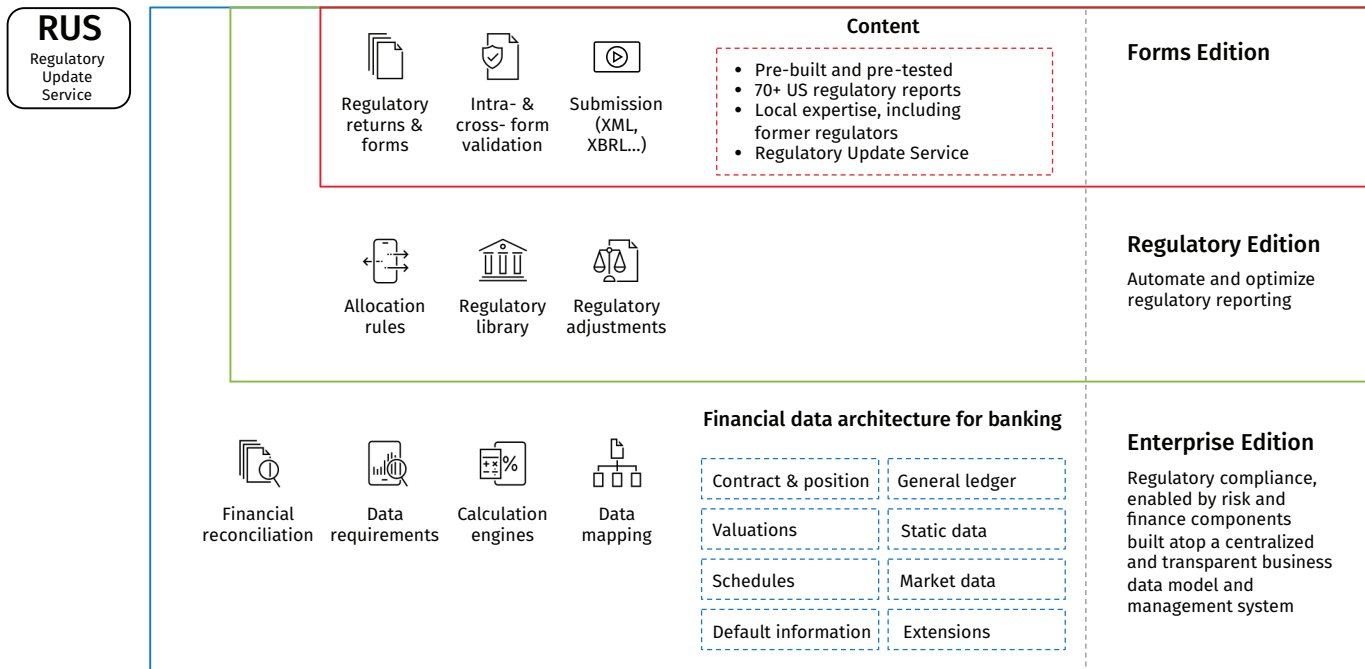 RUS
Regulatory
Update
Service
Content
• Pre-built and pre-tested
• 70+ US regulatory reports
• Local expertise, including
former regulators
• Regulatory Update Service
Forms Edition
Regulatory
returns &
forms
Intra- &
cross- form
validation
Submission
(XML,
XBRL...)
Allocation
rules
Regulatory
library
Regulatory
adjustments
Regulatory Edition
Automate and optimize
regulatory reporting
Financial
reconciliation
Data
requirements
Calculation
engines
Data
mapping
Financial data architecture for banking
Contract & position
General ledger
Valuations
Static data
Schedules
Market data
Default information
Extensions
Enterprise Edition
Regulatory compliance,
enabled by risk and
finance components
built atop a centralized
and transparent business
data model and
management system